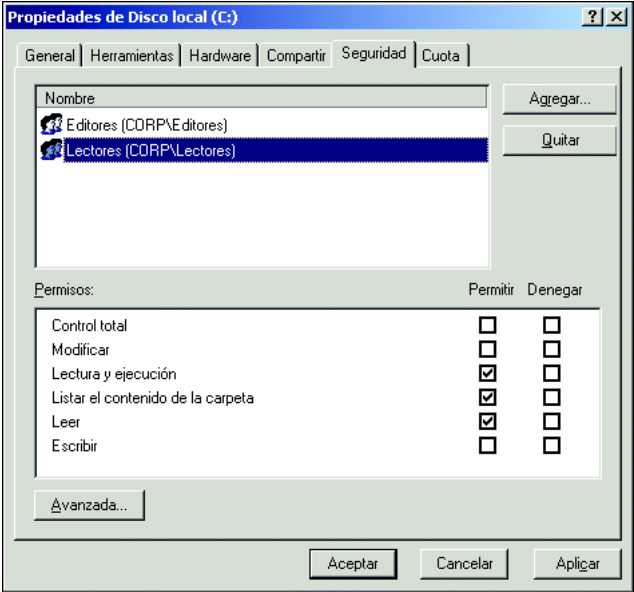 Propiedades de Disco local (C:)
General Herramientas Hardware Compartir Seguridad Cuota
Nombre
Agregar...
Editores (CORP\Editores)
Lectores (CORP\Lectores)
Quitar
Permisos: Permitir Denegar
Control total
Modificar
Lectura y ejecución
Listar el contenido de la carpeta
Leer
Escribir
Avanzada...
Aceptar Cancelar Aplicar